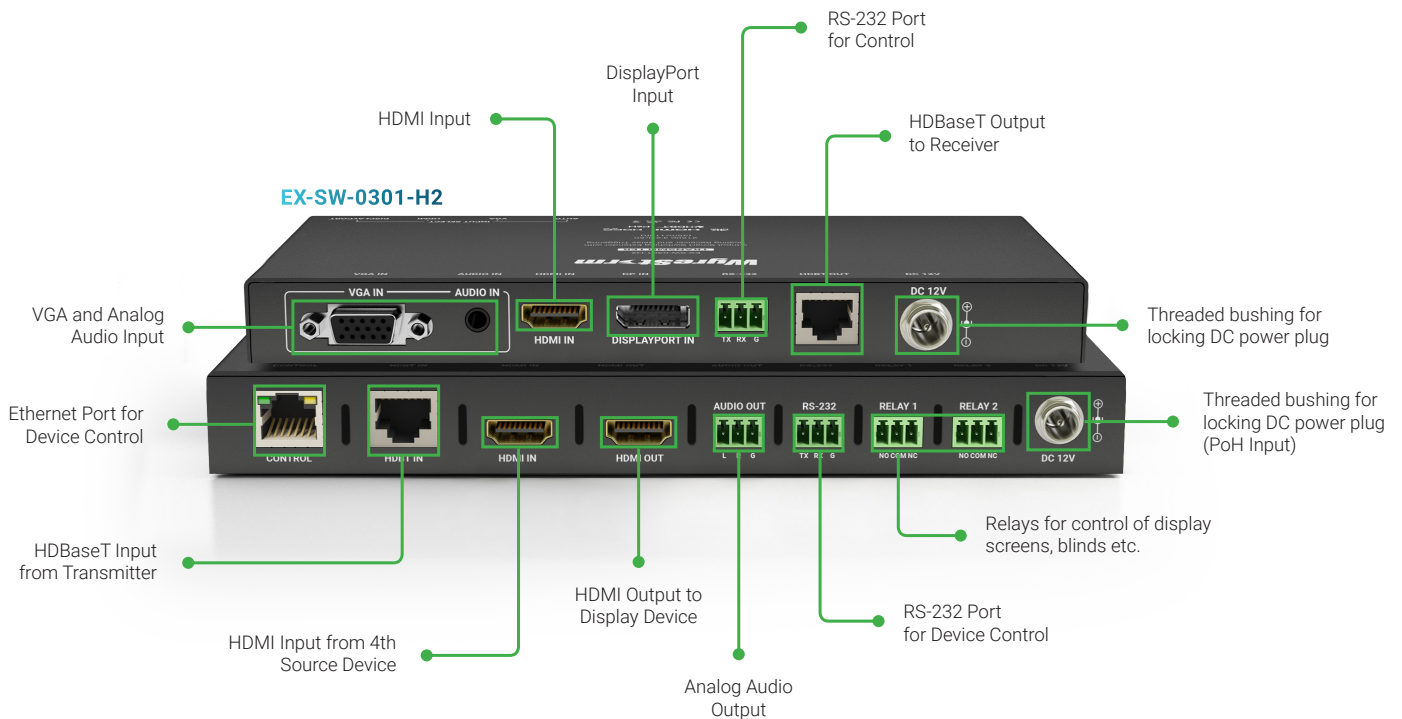 RS-232 Port
for Control
DisplayPort
Input
HDMI Input
HDBaseT Output
to Receiver
EX-SW-0301-H2
WyreStorm
VGA IN
AUDIO IN
HDMI IN
DISPLAYPORT IN
TX RX G
DC 12V
VGA and Analog
Audio Input
Threaded bushing for
locking DC power plug
Ethernet Port for
Device Control
CONTROL
HDBT IN
HDMI IN
HDMI OUT
AUDIO OUT
L R G
RS-232
TX RX G
RELAY 1
NO COM NC
RELAY 2
NO COM NC
DC 12V
Threaded bushing for
locking DC power plug
(PoH Input)
HDBaseT Input
from Transmitter
HDMI Input from 4th
Source Device
HDMI Output to
Display Device
Analog Audio
Output
RS-232 Port
for Device Control
Relays for control of display
screens, blinds etc.